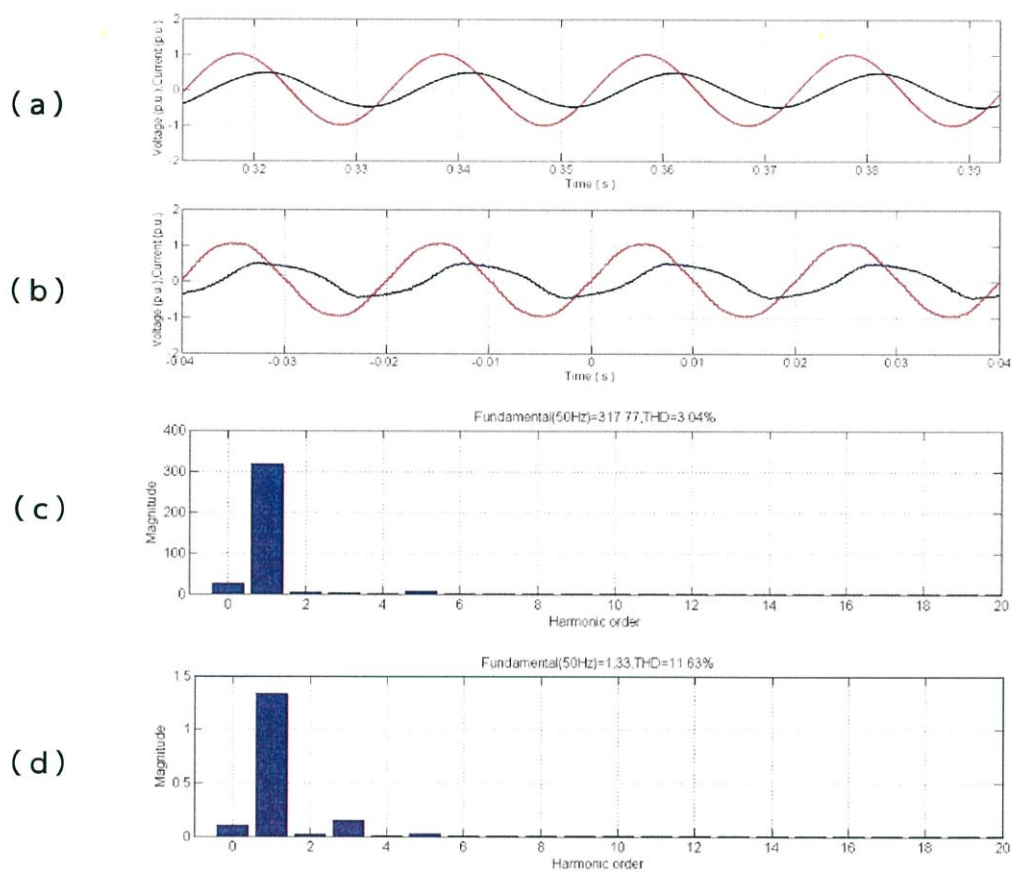 (a)
Voltage (p.u.),Current (p.u.)
2
1
0
-1
-2
0.32 0.33 0.34 0.35 0.36 0.37 0.38 0.39
Time ( s )
(b)
Voltage (p.u.),Current (p.u.)
2
1
0
-1
-2
-0.04 -0.03 -0.02 -0.01 0 0.01 0.02 0.03 0.04
Time ( s )
(c)
Fundamental(50Hz)=317.77,THD=3.04%
Magnitude
400
300
200
100
0
0 2 4 6 8 10 12 14 16 18 20
Harmonic order
(d)
Fundamental(50Hz)=1.33,THD=11.63%
Magnitude
1.5
1
0.5
0
0 2 4 6 8 10 12 14 16 18 20
Harmonic order